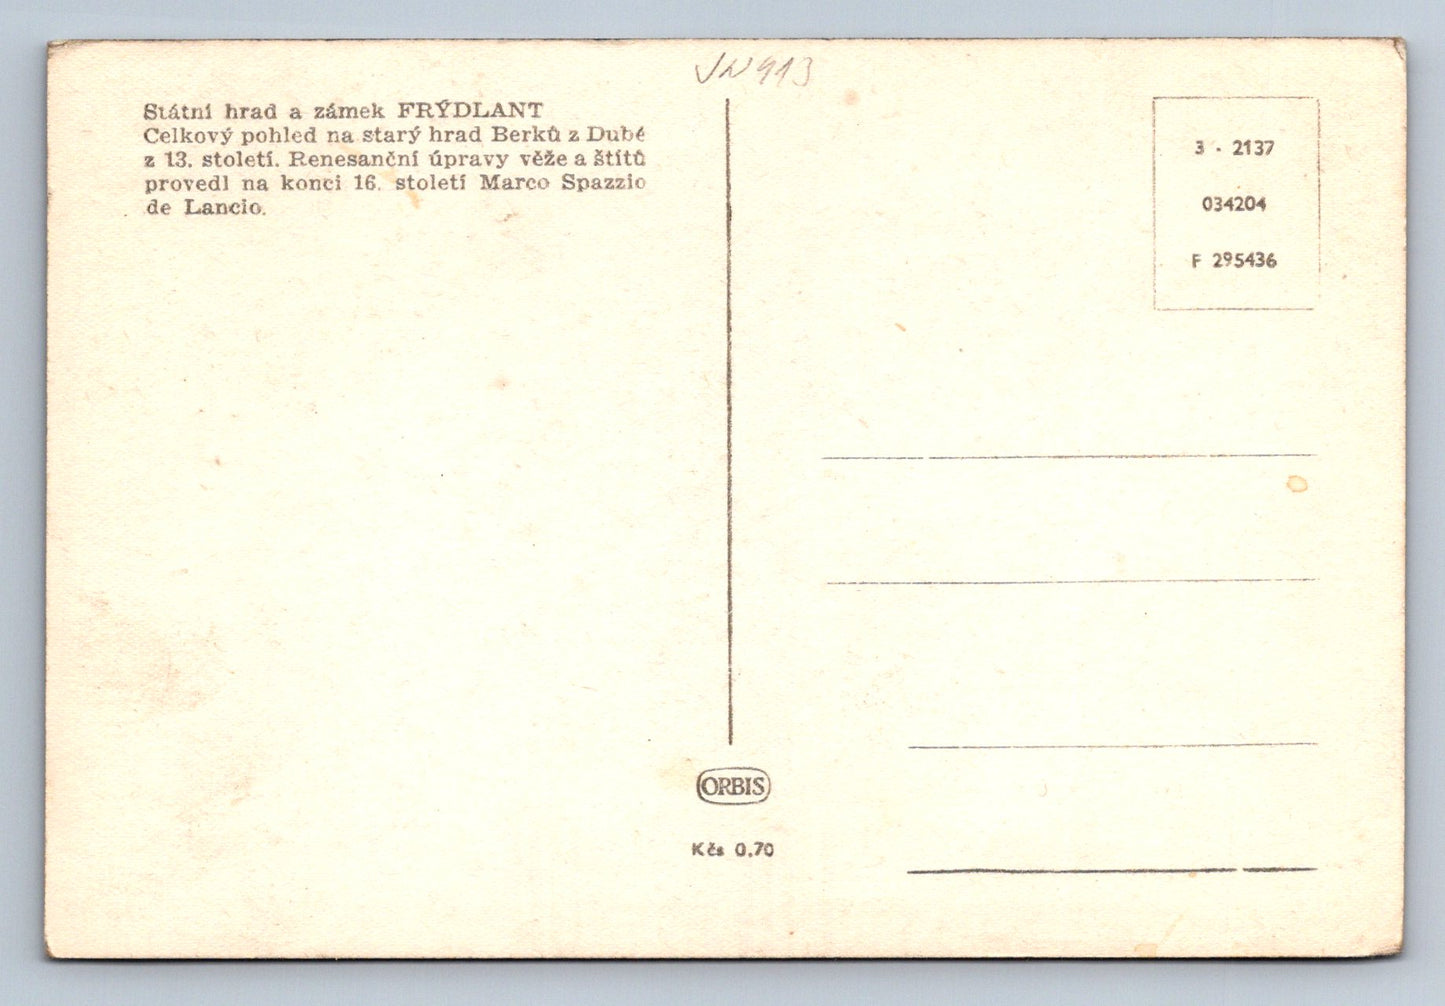 JN913
Státní hrad a zámek FRÝDLANT
Celkový pohled na starý hrad Berků z Dubé
z 13. století. Renesanční úpravy věže a štítů
provedl na konci 16. století Marco Spazzio
de Lancio.
3 - 2137
034204
F 295436
ORBIS
Kčs 0,70